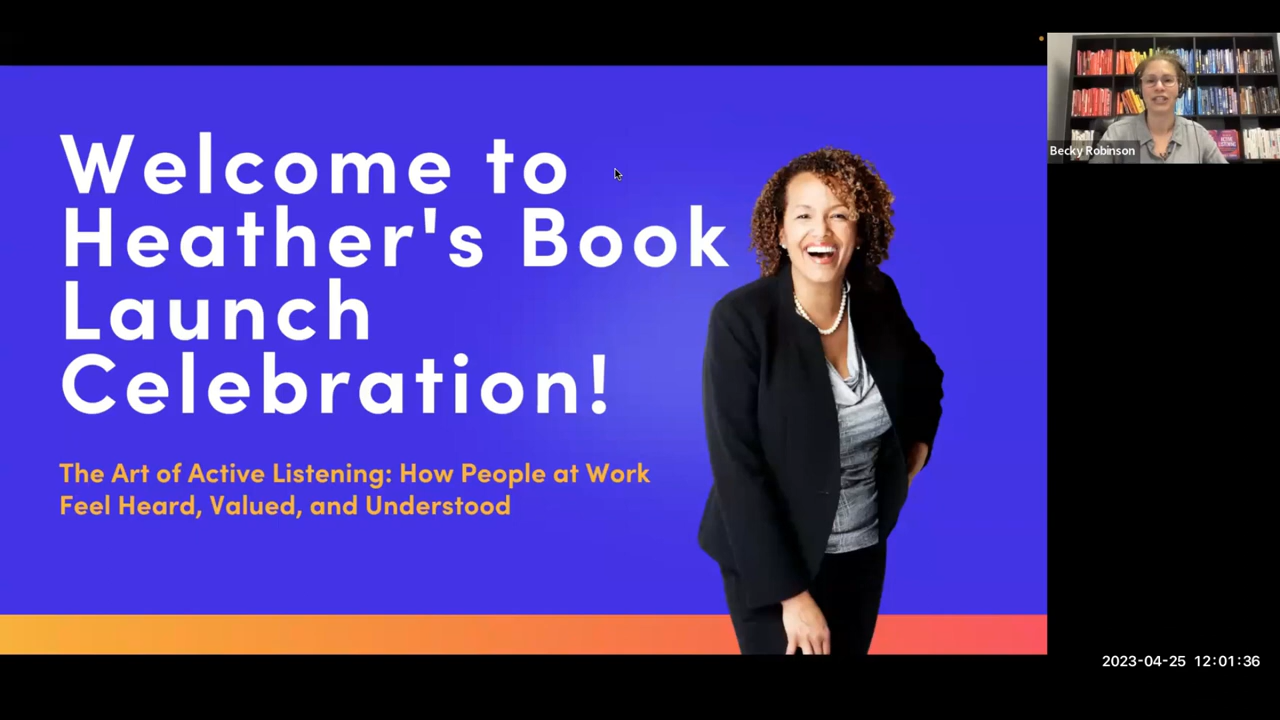 Welcome to
Heather's Book
Launch
Celebration!
The Art of Active Listening: How People at Work
Feel Heard, Valued, and Understood
Becky Robinson
2023-04-25 12:01:36